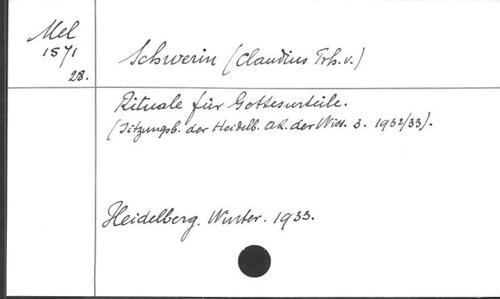 Mel
1571
28.
Schwerin (Claudius Frh. v.)
Rituale für Gottesurteile.
(Sitzungsb. der Heidelb. Ak. der Wiss. 3. 1932/33).
Heidelberg. Winter. 1933.